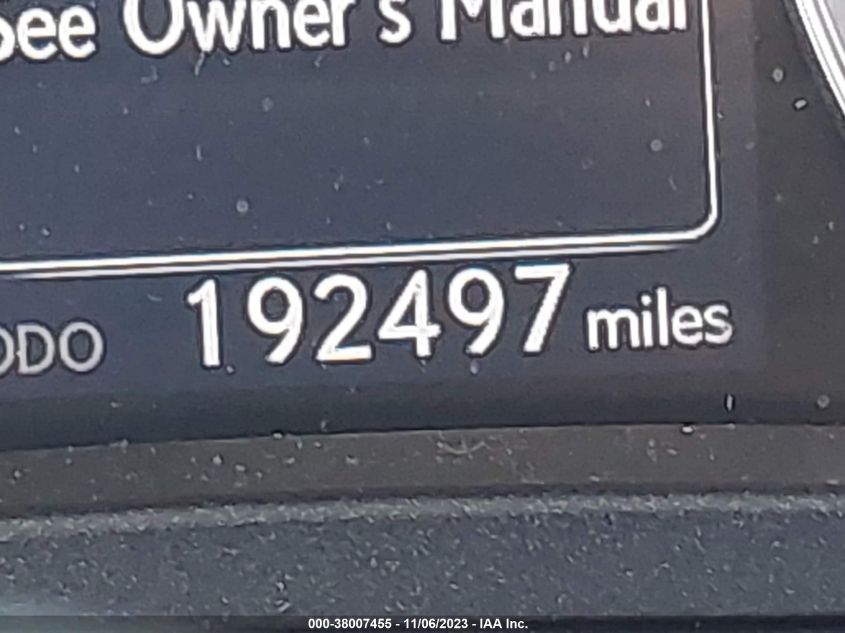 See Owner's Manual
ODO 192497 miles
000-38007455 - 11/06/2023 - IAA Inc.